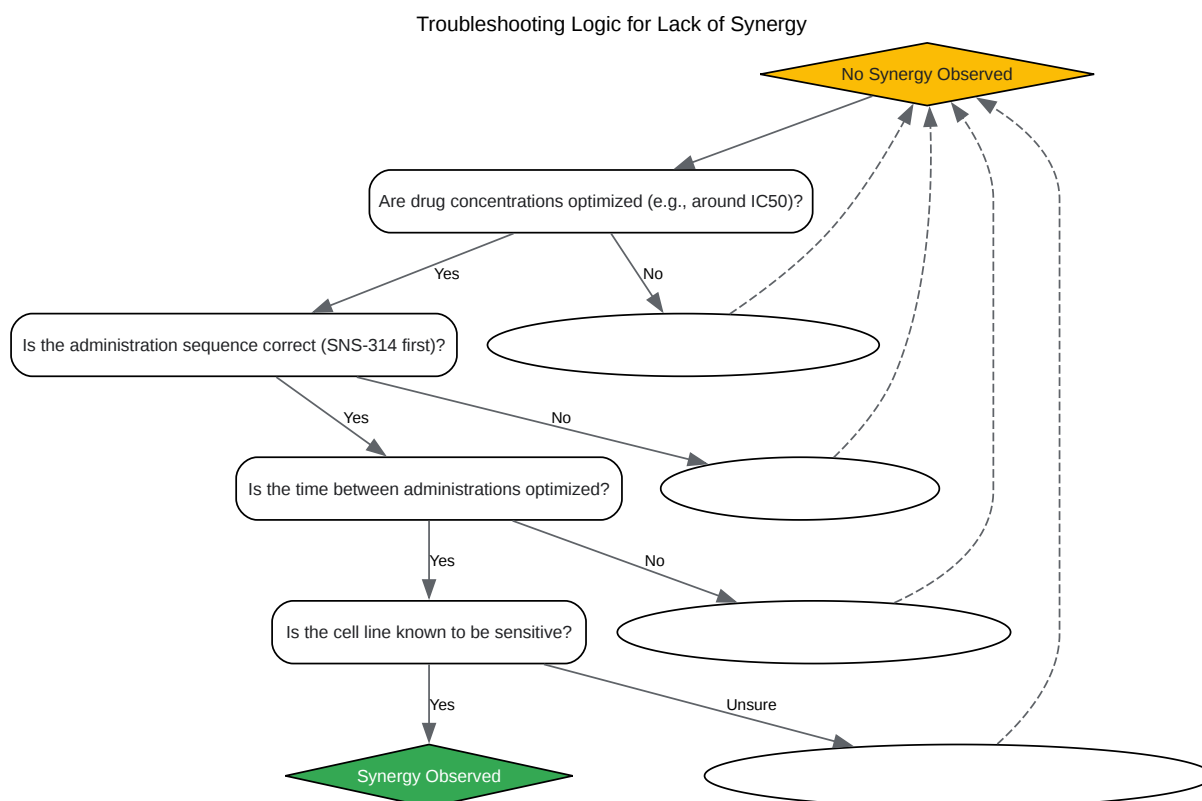 Troubleshooting Logic for Lack of Synergy
No Synergy Observed
Are drug concentrations optimized (e.g., around IC50)?
Yes
No
Is the administration sequence correct (SNS-314 first)?
Yes
No
Is the time between administrations optimized?
Yes
No
Is the cell line known to be sensitive?
Yes
Unsure
Synergy Observed